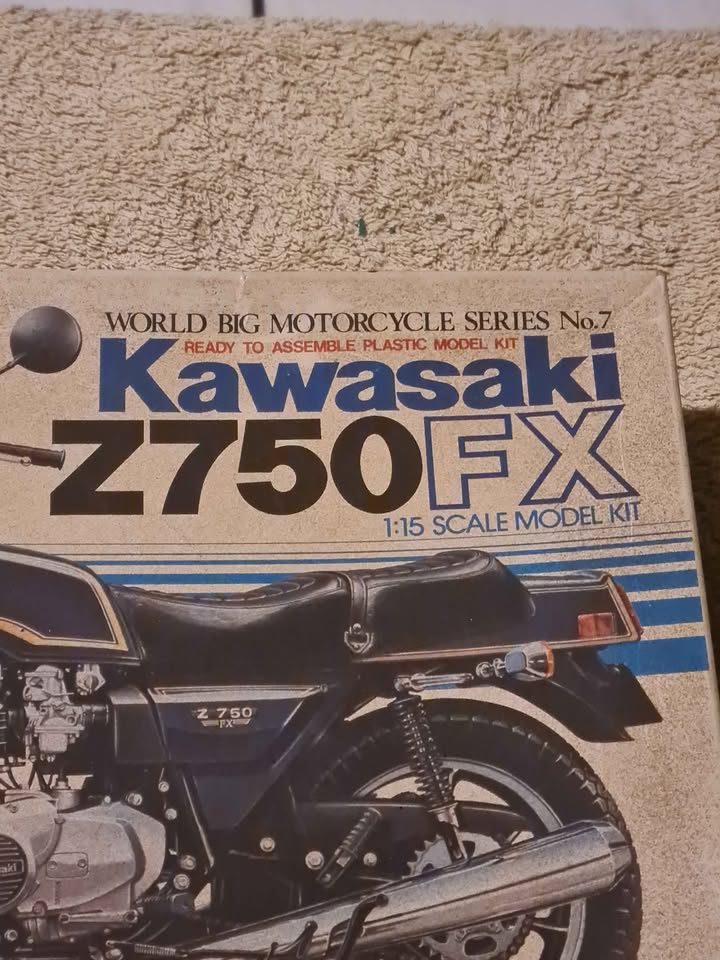 WORLD BIG MOTORCYCLE SERIES No.7
READY TO ASSEMBLE PLASTIC MODEL KIT
Kawasaki
Z750FX
1:15 SCALE MODEL KIT
Z 750
FX